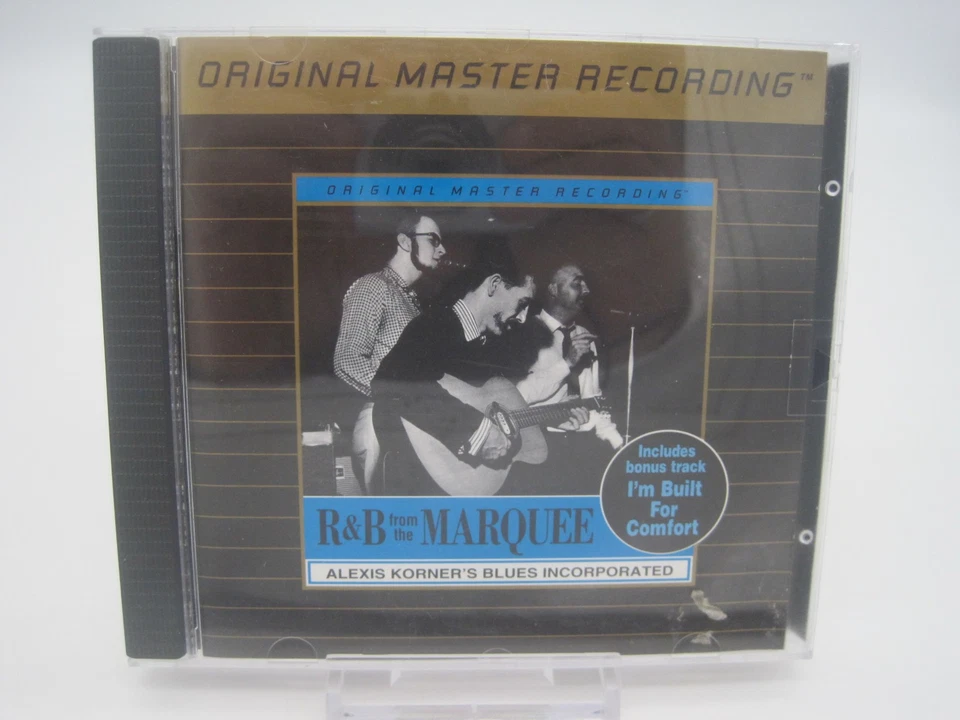 ORIGINAL MASTER RECORDING™
ORIGINAL MASTER RECORDING™
Includes
bonus track
I'm Built
For
Comfort
R&B from the MARQUEE
ALEXIS KORNER'S BLUES INCORPORATED